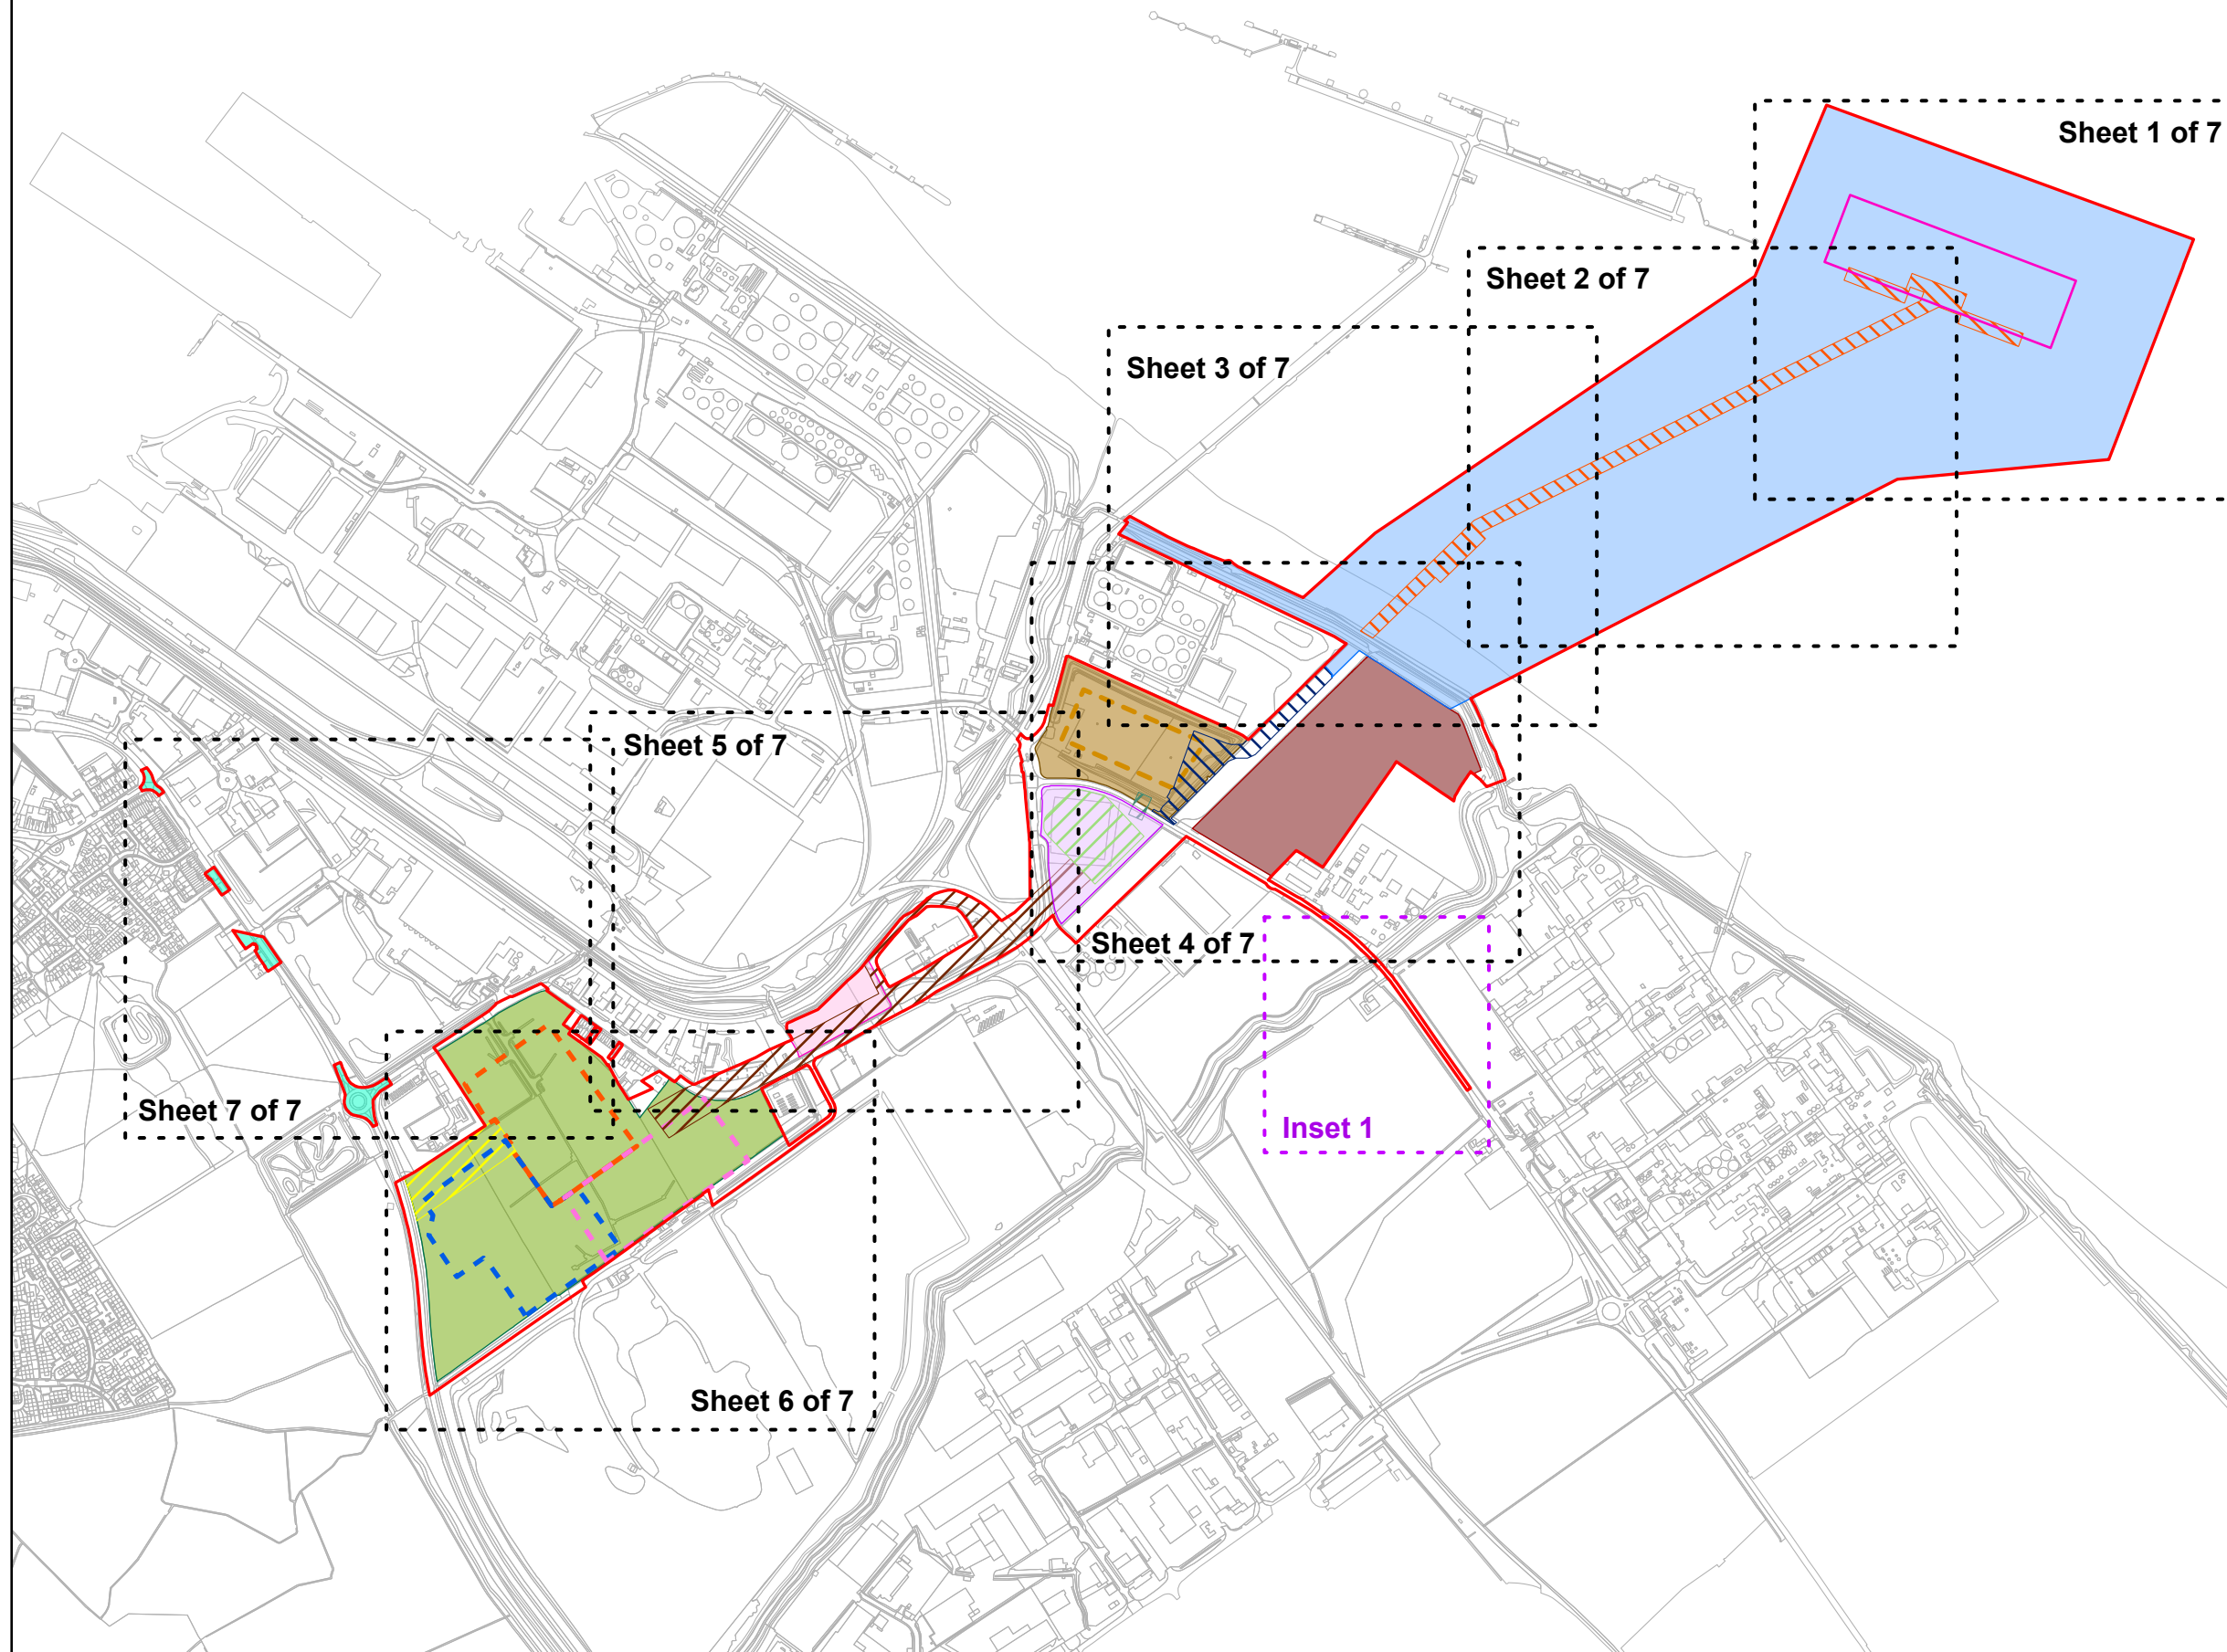 Sheet 1 of 7
Sheet 2 of 7
Sheet 3 of 7
Sheet 5 of 7
Sheet 4 of 7
Sheet 7 of 7
Inset 1
Sheet 6 of 7